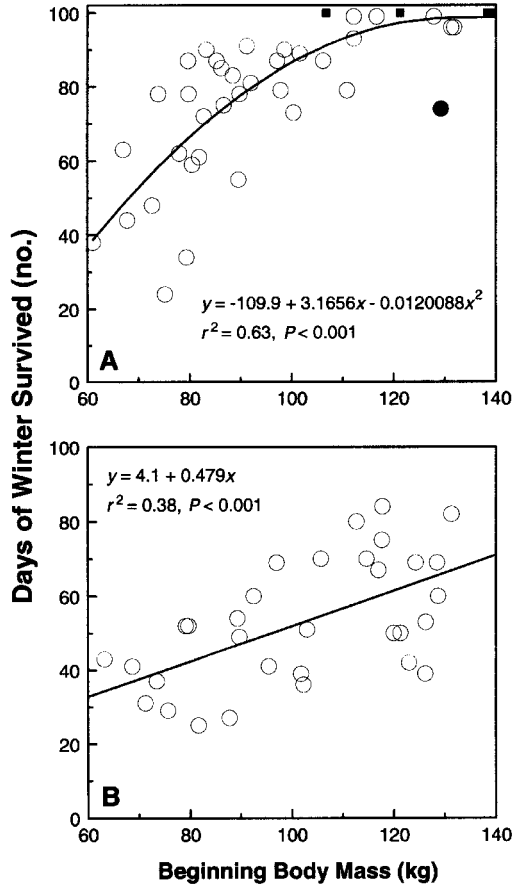 Days of Winter Survived (no.)
100
80
60
40
20
0
y = -109.9 + 3.1656x - 0.0120088x²
r² = 0.63, P < 0.001
A
60 80 100 120 140
100
80
60
40
20
0
y = 4.1 + 0.479x
r² = 0.38, P < 0.001
B
60 80 100 120 140
Beginning Body Mass (kg)